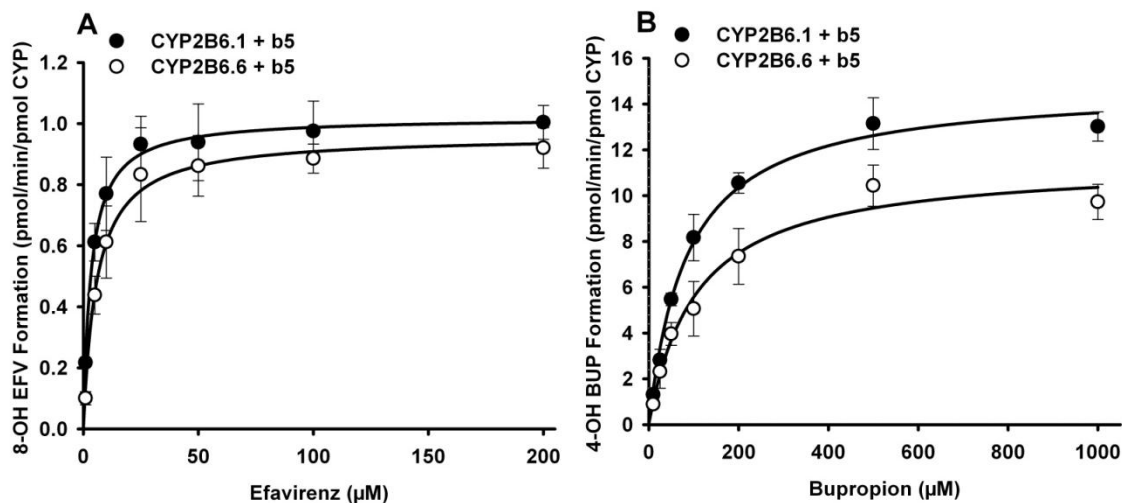 A
CYP2B6.1 + b5
CYP2B6.6 + b5
8-OH EFV Formation (pmol/min/pmol CYP)
1.2
1.0
0.8
0.6
0.4
0.2
0.0
0 50 100 150 200
Efavirenz (µM)
B
CYP2B6.1 + b5
CYP2B6.6 + b5
4-OH BUP Formation (pmol/min/pmol CYP)
16
14
12
10
8
6
4
2
0
0 200 400 600 800 1000
Bupropion (µM)